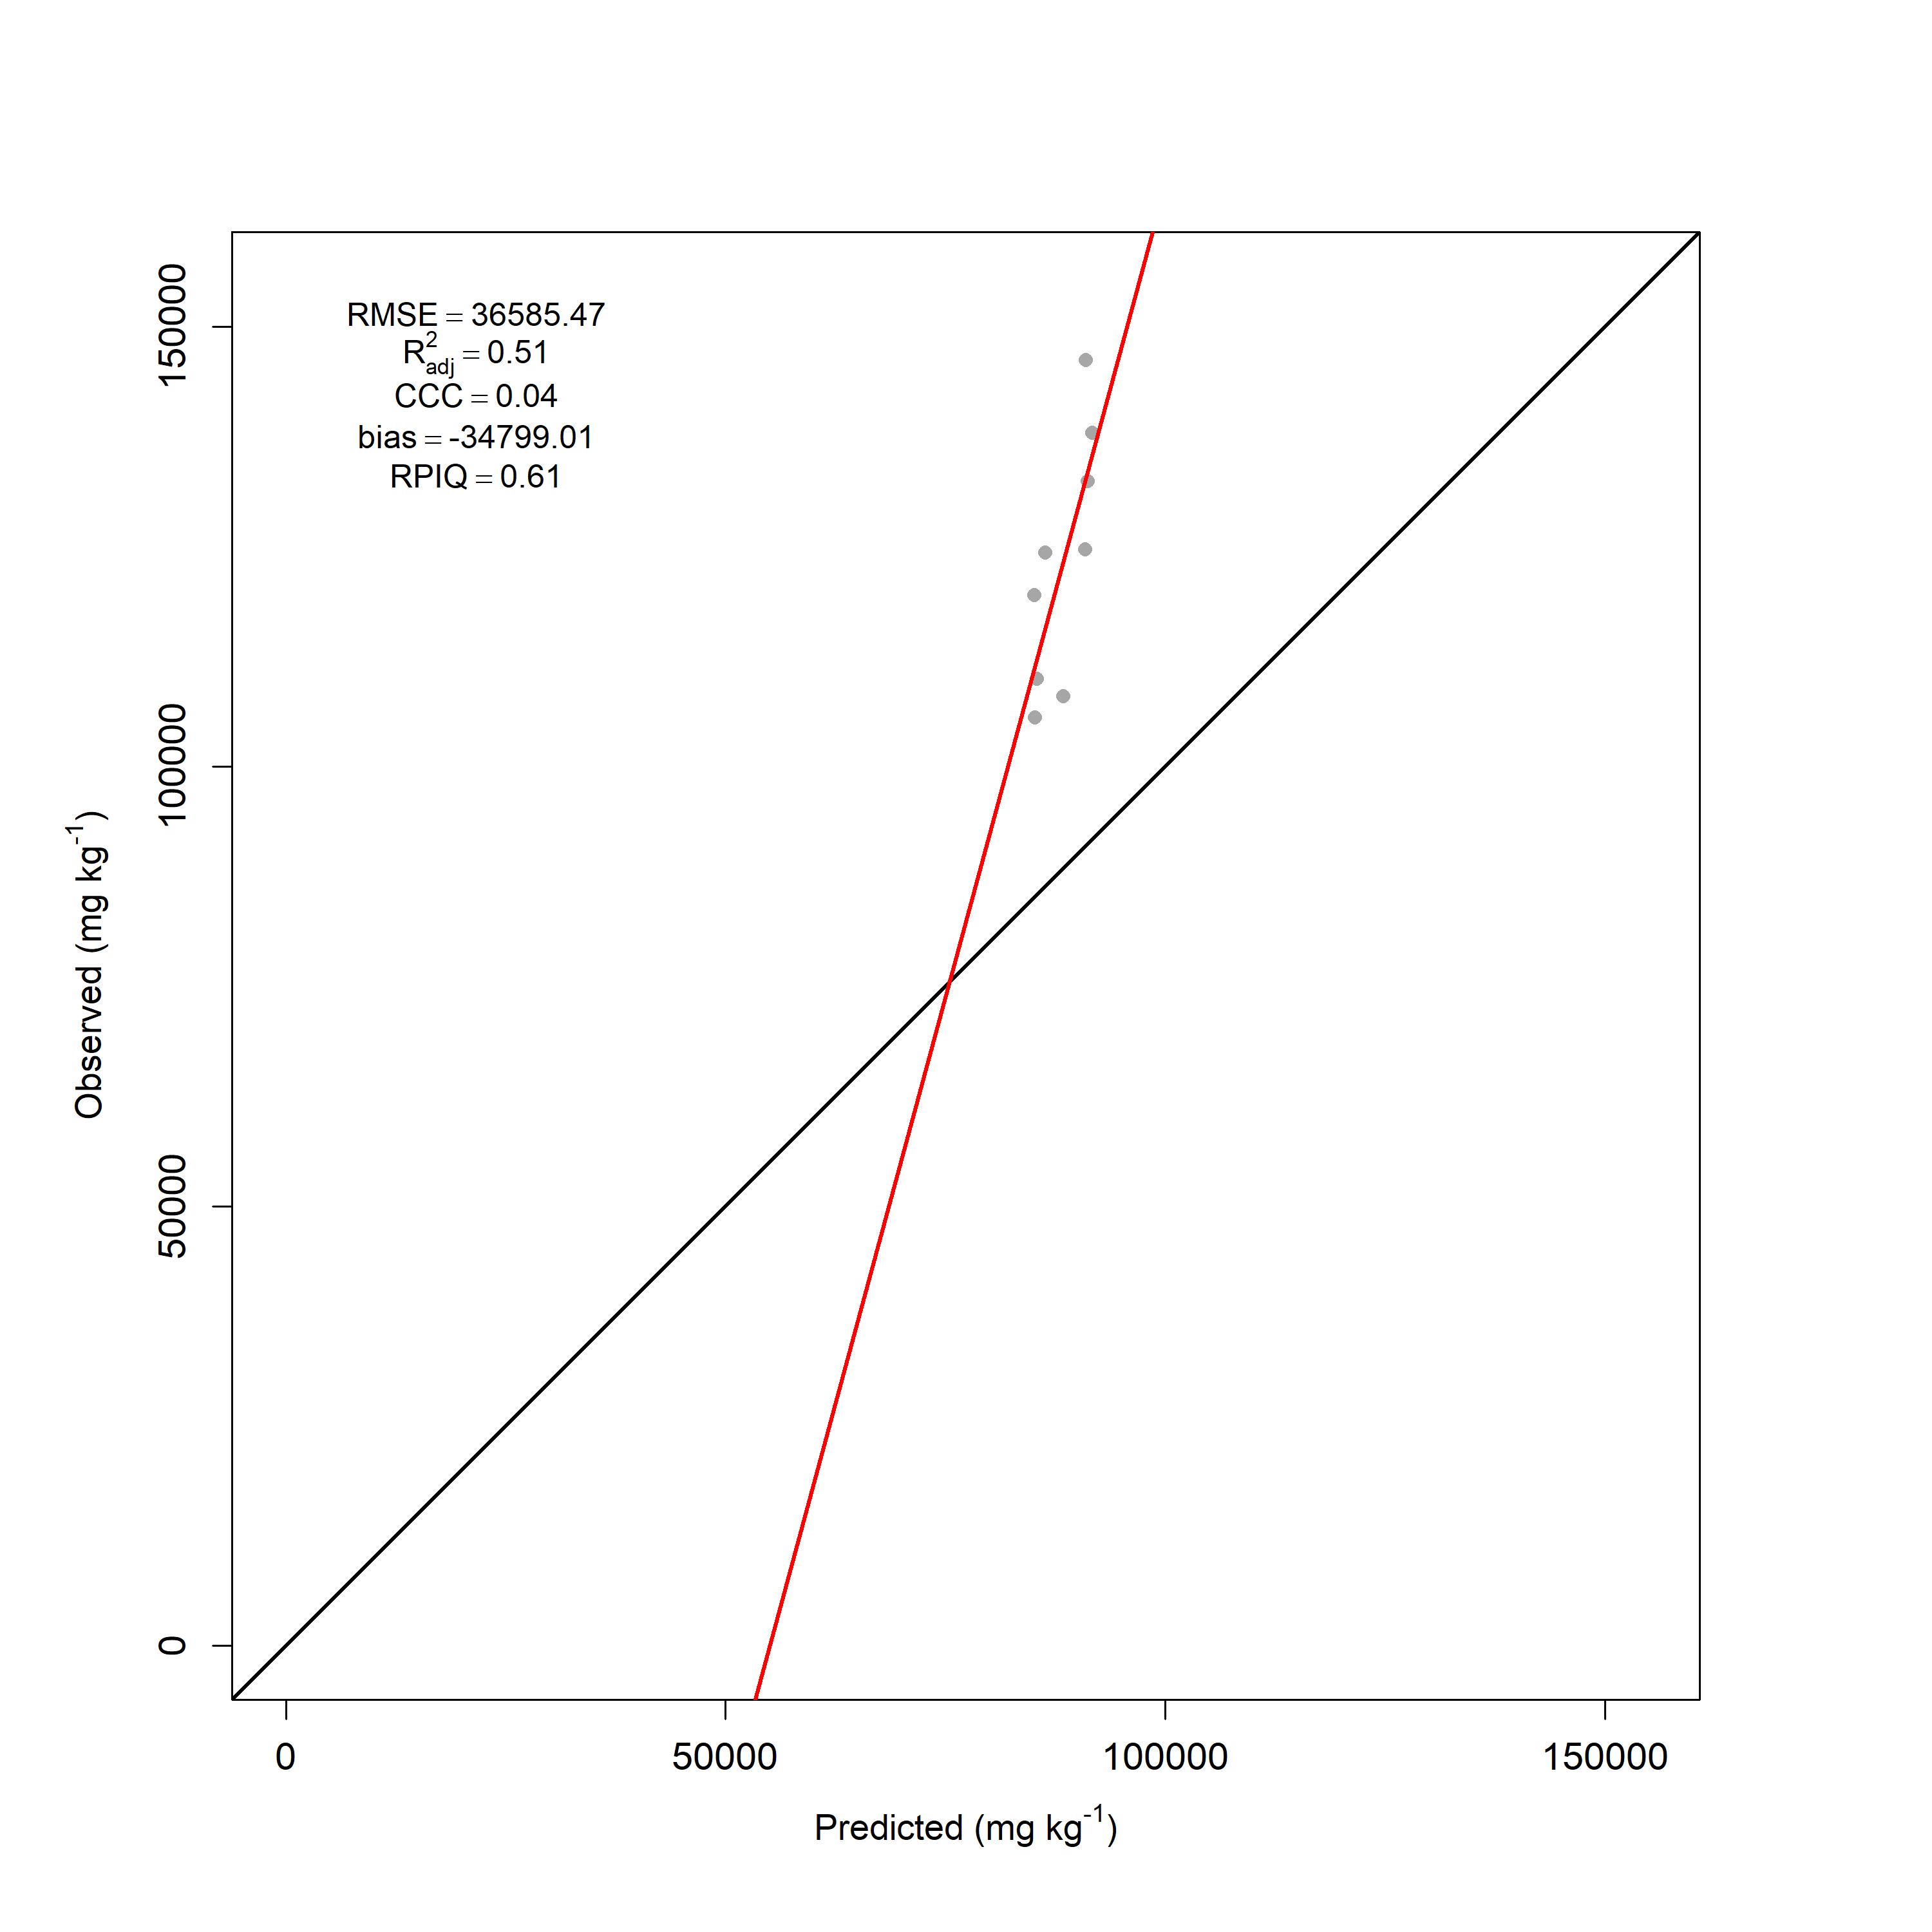 RMSE = 36585.47
R²adj = 0.51
CCC = 0.04
bias = -34799.01
RPIQ = 0.61
150000
100000
50000
0
Observed (mg kg⁻¹)
0 50000 100000 150000
Predicted (mg kg⁻¹)